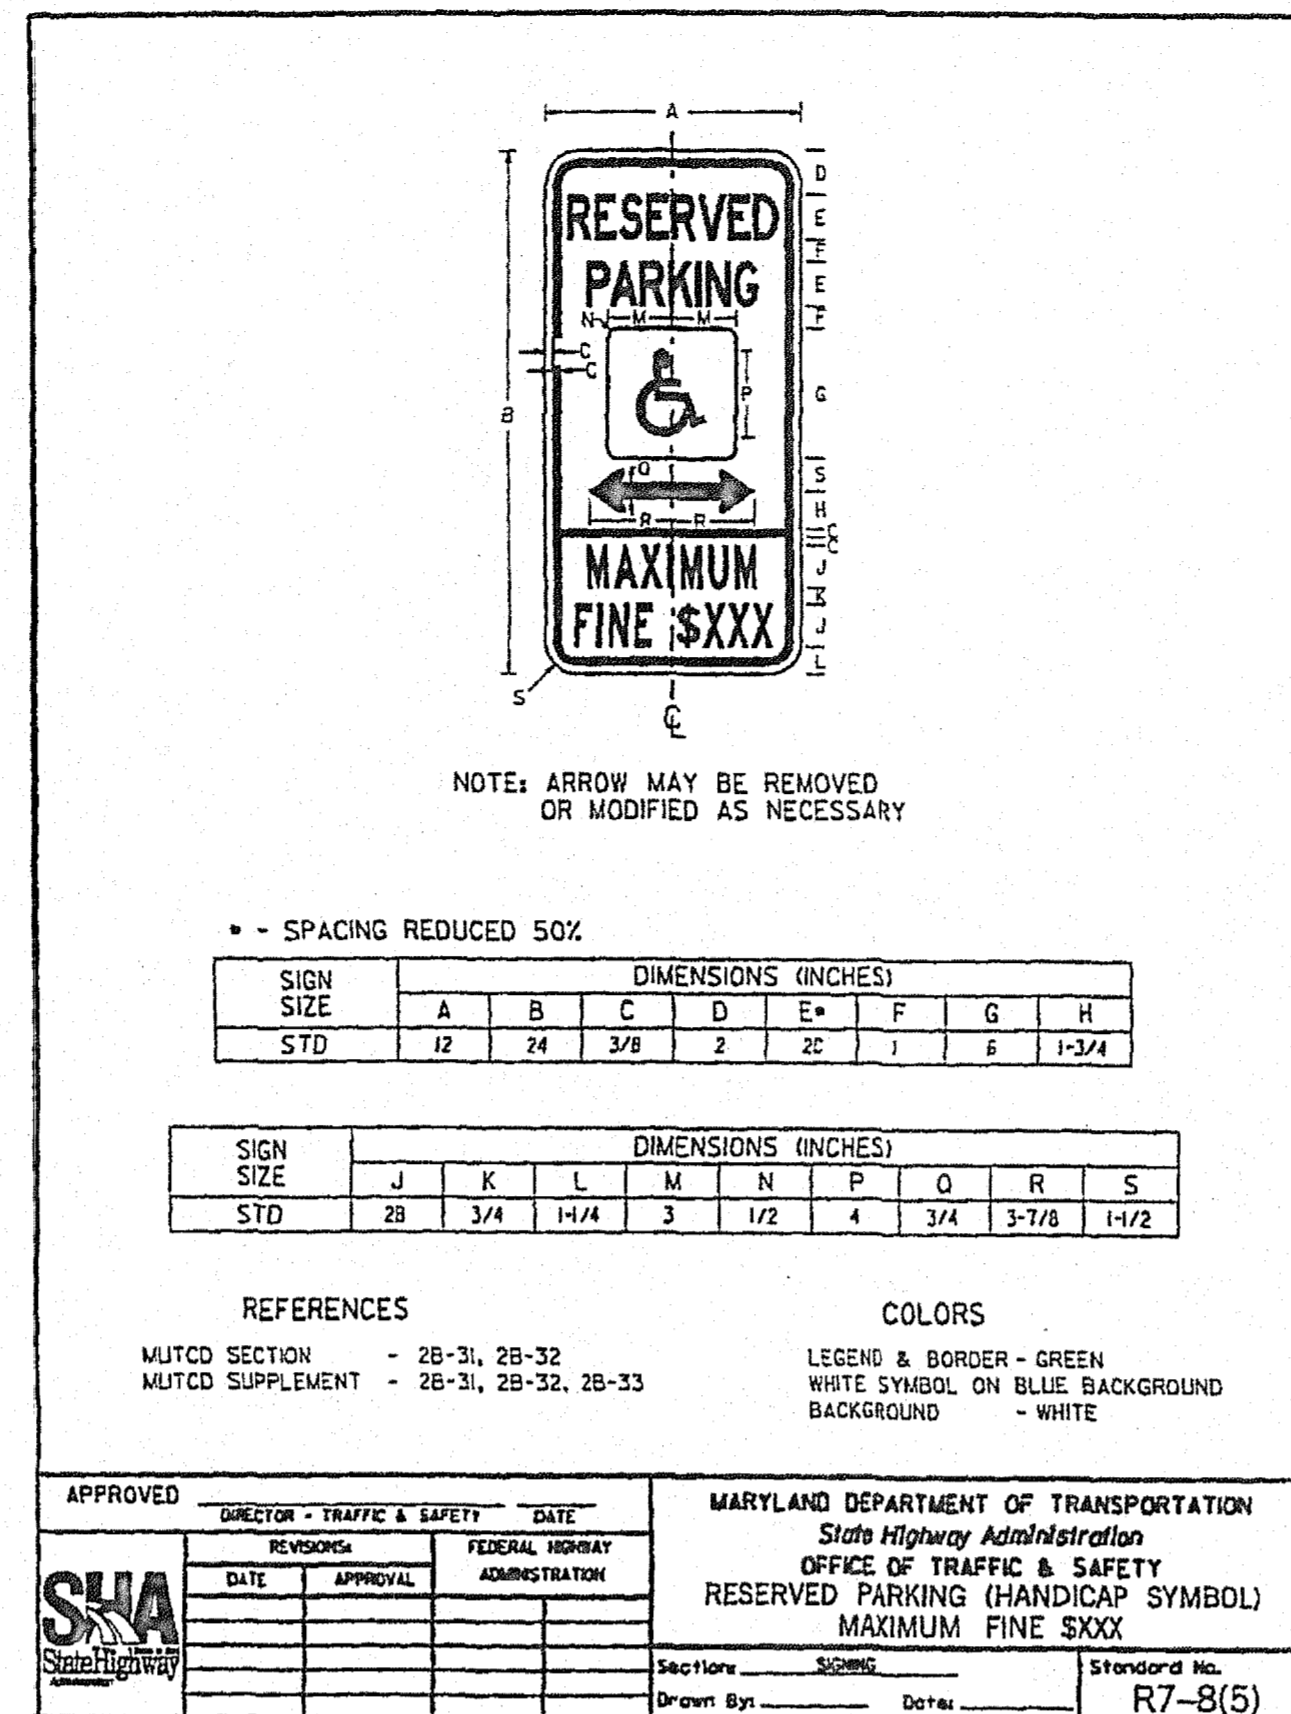 A
D
RESERVED
E
F
PARKING
E
F
N M M
C
C
P
B
G
Q
S
H
R R
C
C
MAXIMUM
J
K
FINE $XXX
J
L
S
CL
NOTE: ARROW MAY BE REMOVED
OR MODIFIED AS NECESSARY
* - SPACING REDUCED 50%
SIGN SIZE DIMENSIONS (INCHES)
A B C D E* F G H
STD 12 24 3/8 2 2C 1 6 1-3/4
SIGN SIZE DIMENSIONS (INCHES)
J K L M N P Q R S
STD 2B 3/4 1-1/4 3 1/2 4 3/4 3-7/8 1-1/2
REFERENCES
MUTCD SECTION - 2B-31, 2B-32
MUTCD SUPPLEMENT - 2B-31, 2B-32, 2B-33
COLORS
LEGEND & BORDER - GREEN
WHITE SYMBOL ON BLUE BACKGROUND
BACKGROUND - WHITE
APPROVED
DIRECTOR - TRAFFIC & SAFETY DATE
REVISIONS:
DATE APPROVAL
FEDERAL HIGHWAY
ADMINISTRATION
SHA
State Highway
Administration
MARYLAND DEPARTMENT OF TRANSPORTATION
State Highway Administration
OFFICE OF TRAFFIC & SAFETY
RESERVED PARKING (HANDICAP SYMBOL)
MAXIMUM FINE $XXX
Section: SIGNING
Drawn By: Date:
Standard No.
R7-8(5)